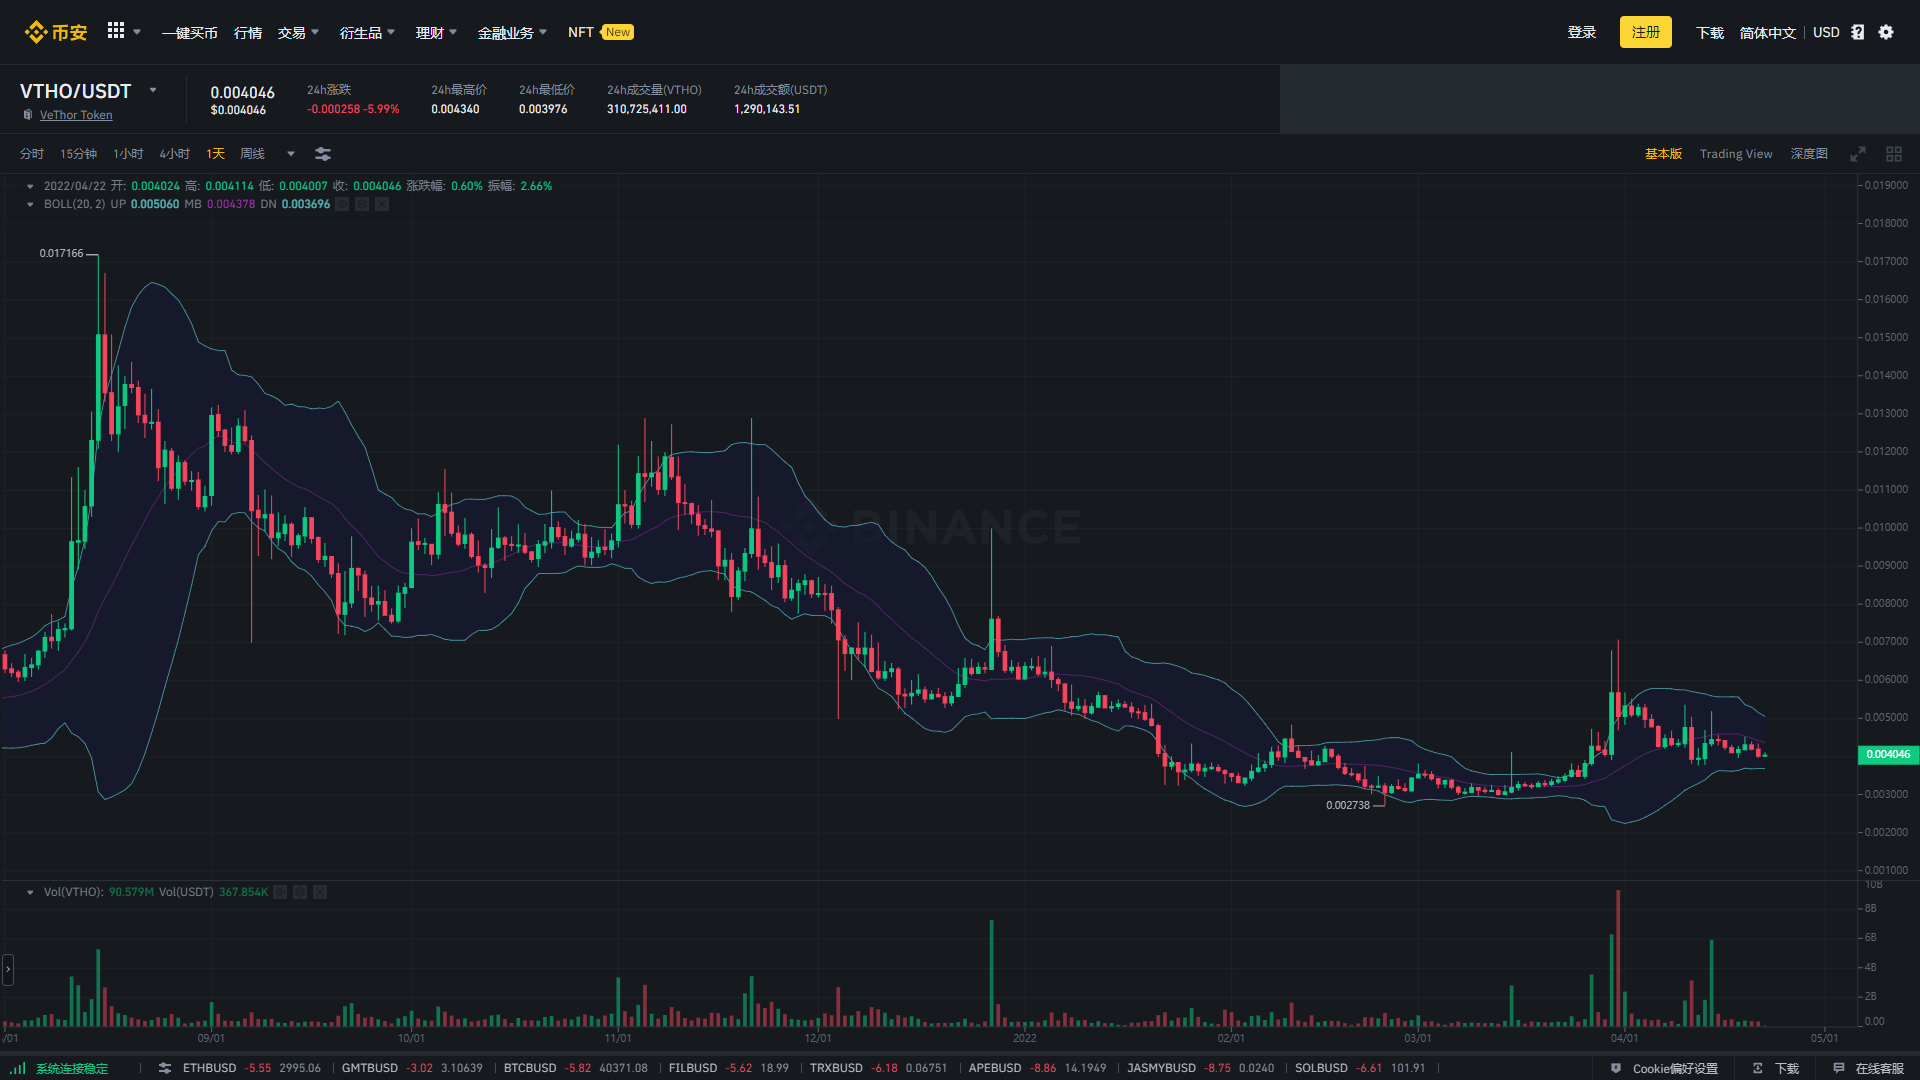 币安 一键买币 行情 交易 衍生品 理财 金融业务 NFT New 登录 注册 下载 简体中文 USD
VTHO/USDT
VeThor Token
0.004046
$0.004046
24h涨跌
-0.000258 -5.99%
24h最高价
0.004340
24h最低价
0.003976
24h成交量(VTHO)
310,725,411.00
24h成交额(USDT)
1,290,143.51
分时 15分钟 1小时 4小时 1天 周线 基本版 Trading View 深度图
2022/04/22 开: 0.004024 高: 0.004114 低: 0.004007 收: 0.004046 涨跌幅: 0.60% 振幅: 2.66%
BOLL(20, 2) UP 0.005060 MB 0.004378 DN 0.003696
0.017166
0.002738
BINANCE
0.019000
0.018000
0.017000
0.016000
0.015000
0.014000
0.013000
0.012000
0.011000
0.010000
0.009000
0.008000
0.007000
0.006000
0.005000
0.004046
0.003000
0.002000
0.001000
Vol(VTHO): 90.579M Vol(USDT) 367.854K
10B
8B
6B
4B
2B
0.00
/01 09/01 10/01 11/01 12/01 2022 02/01 03/01 04/01 05/01
系统连接稳定 ETHBUSD -5.55 2995.06 GMTBUSD -3.02 3.10639 BTCBUSD -5.82 40371.08 FILBUSD -5.62 18.99 TRXBUSD -6.18 0.06751 APEBUSD -8.86 14.1949 JASMYBUSD -8.75 0.0240 SOLBUSD -6.61 101.91 Cookie偏好设置 下载 在线客服